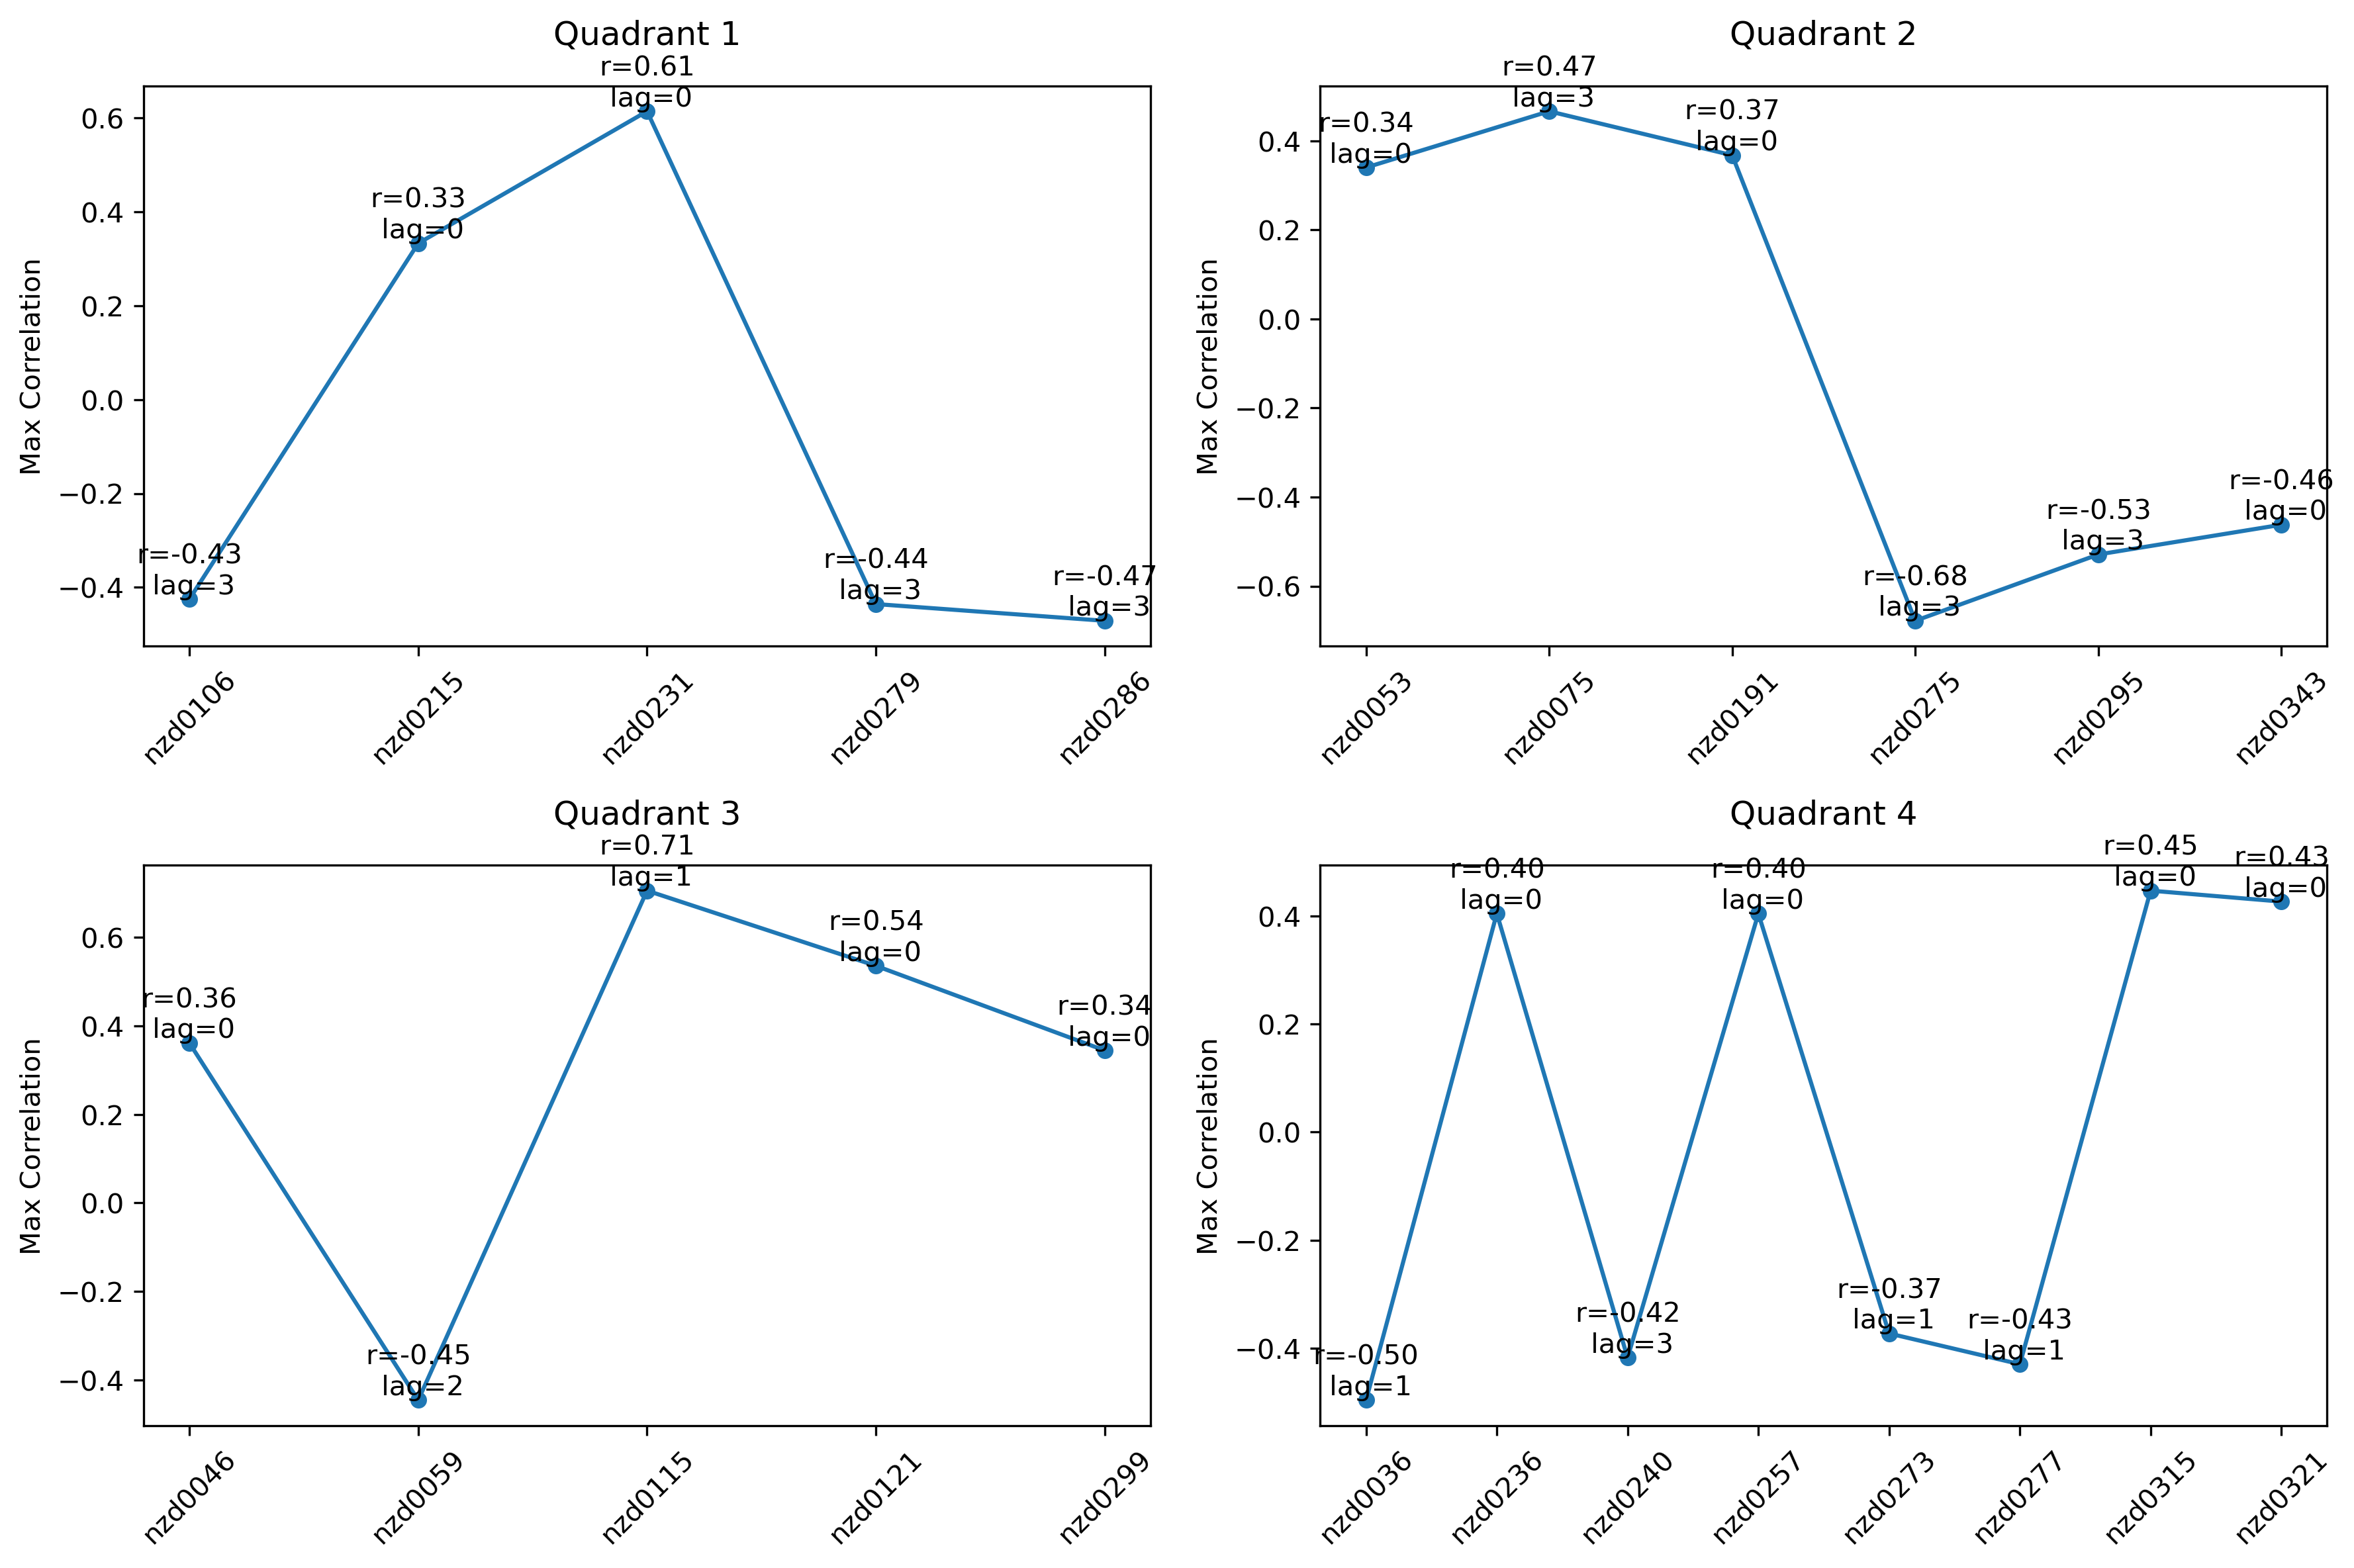 Quadrant 1
r=0.61
lag=0
0.6
r=0.33
lag=0
0.4
0.2
0.0
−0.2
−0.4
Max Correlation
r=-0.43
lag=3
r=-0.44
lag=3
r=-0.47
lag=3
nzd0106
nzd0215
nzd0231
nzd0279
nzd0286
Quadrant 2
r=0.47
lag=3
r=0.34
lag=0
r=0.37
lag=0
0.4
0.2
0.0
−0.2
−0.4
−0.6
Max Correlation
r=-0.68
lag=3
r=-0.53
lag=3
r=-0.46
lag=0
nzd0053
nzd0075
nzd0191
nzd0275
nzd0295
nzd0343
Quadrant 3
r=0.71
lag=1
r=0.54
lag=0
r=0.36
lag=0
r=0.34
lag=0
0.6
0.4
0.2
0.0
−0.2
−0.4
Max Correlation
r=-0.45
lag=2
nzd0046
nzd0059
nzd0115
nzd0121
nzd0299
Quadrant 4
r=0.40
lag=0
r=0.40
lag=0
r=0.45
lag=0
r=0.43
lag=0
0.4
0.2
0.0
−0.2
−0.4
Max Correlation
r=-0.50
lag=1
r=-0.42
lag=3
r=-0.37
lag=1
r=-0.43
lag=1
nzd0036
nzd0236
nzd0240
nzd0257
nzd0273
nzd0277
nzd0315
nzd0321